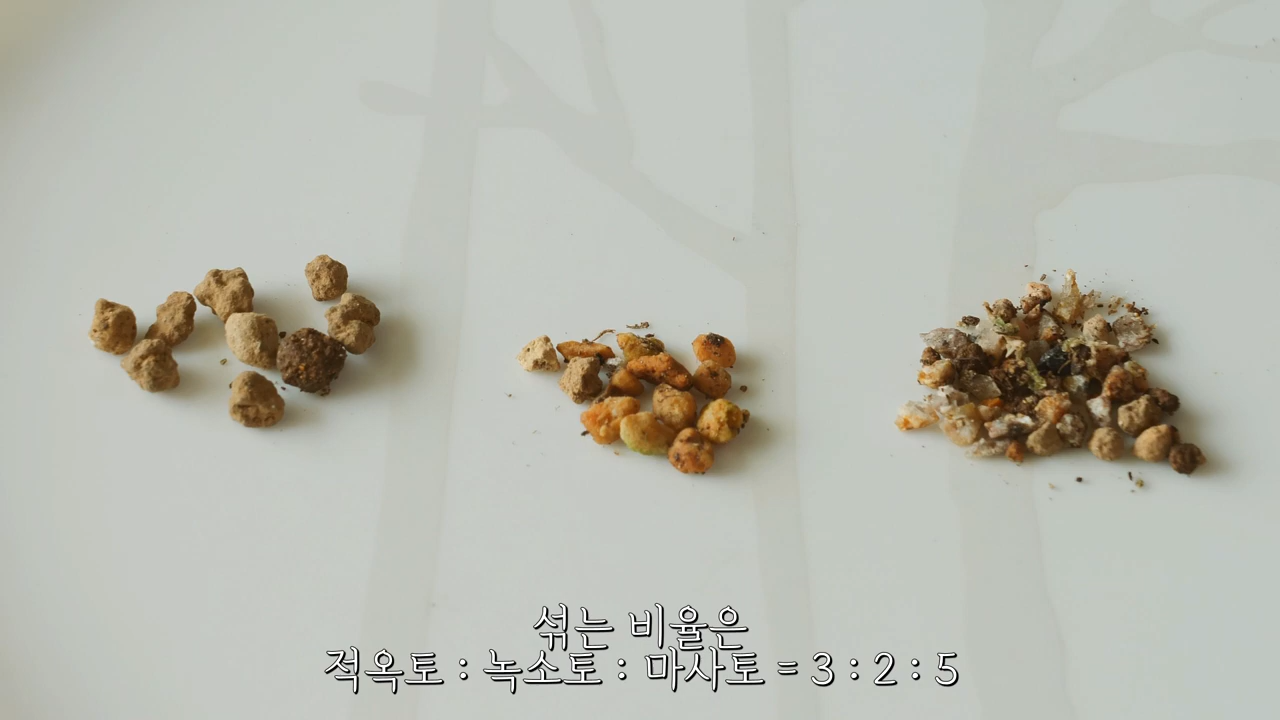 섞는 비율은
적옥토 : 녹소토 : 마사토 = 3 : 2 : 5